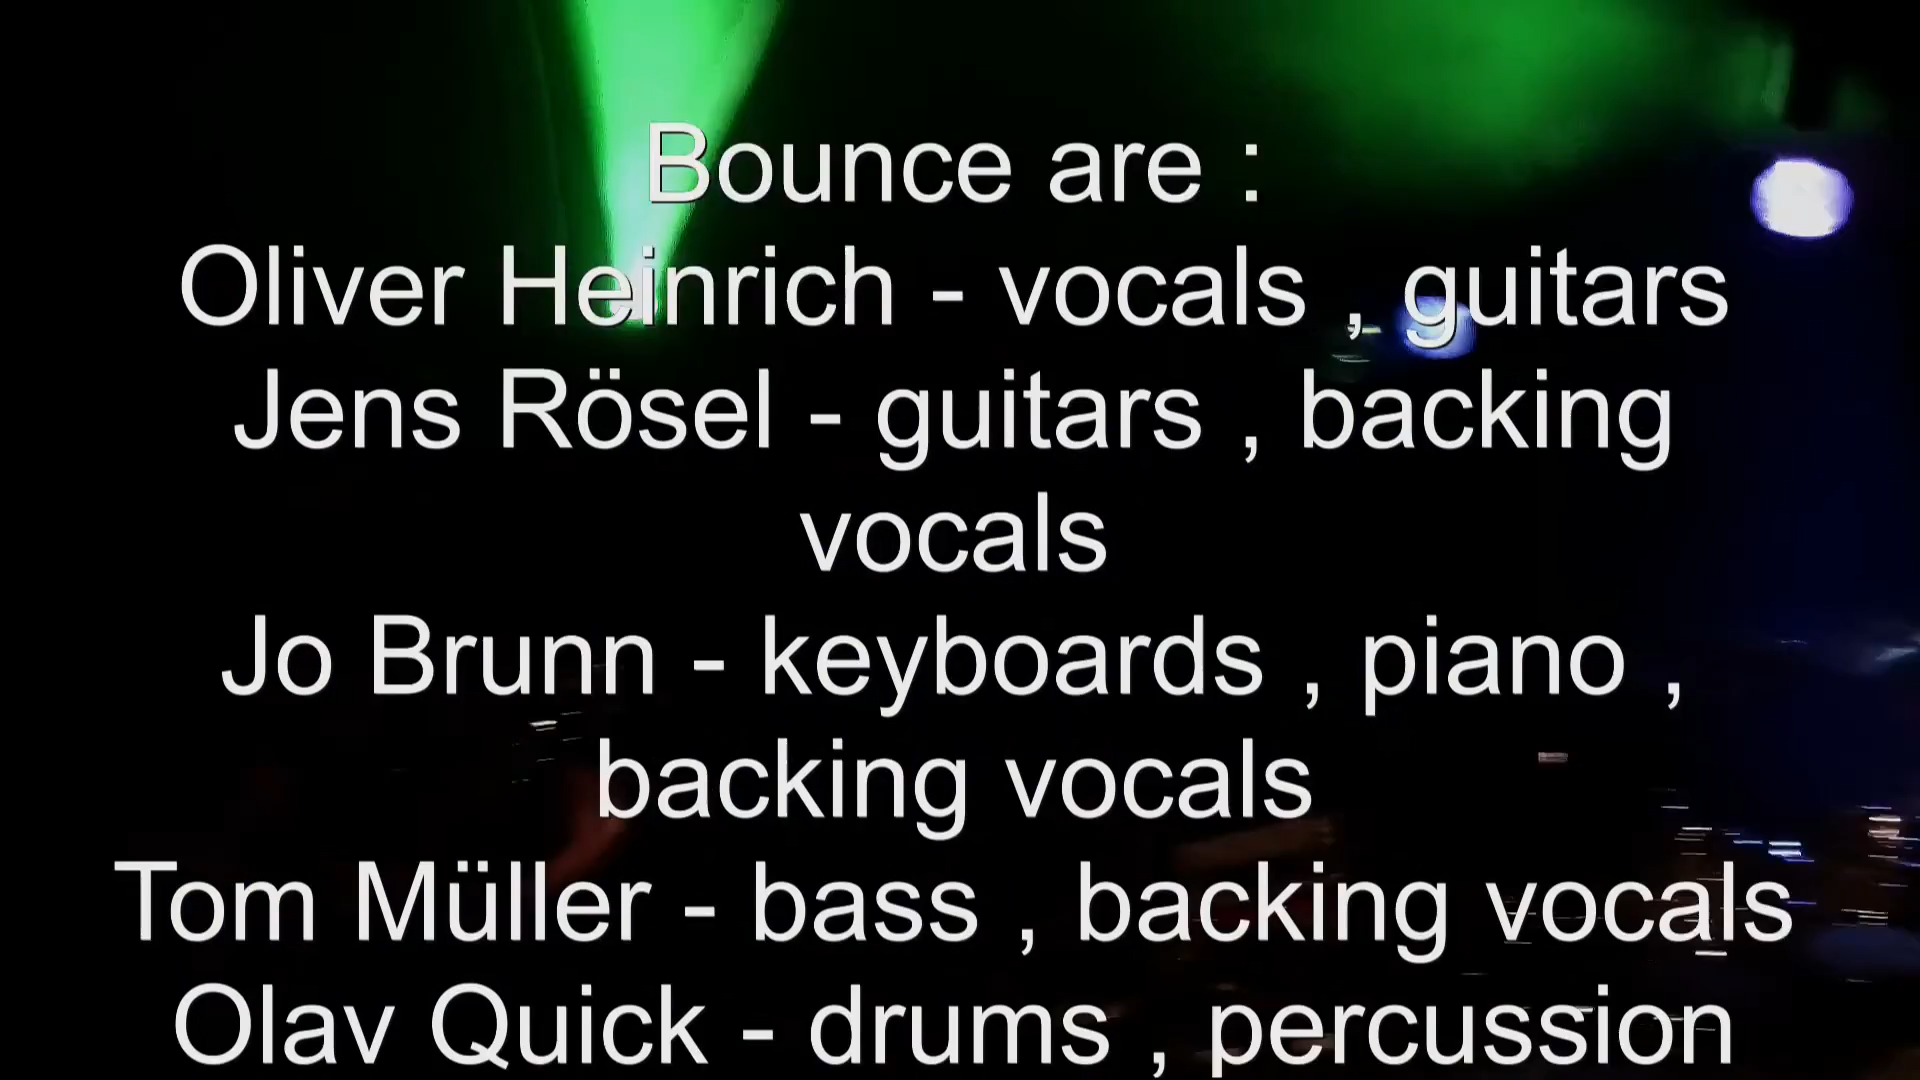 Bounce are :
Oliver Heinrich - vocals , guitars
Jens Rösel - guitars , backing
vocals
Jo Brunn - keyboards , piano ,
backing vocals
Tom Müller - bass , backing vocals
Olav Quick - drums , percussion